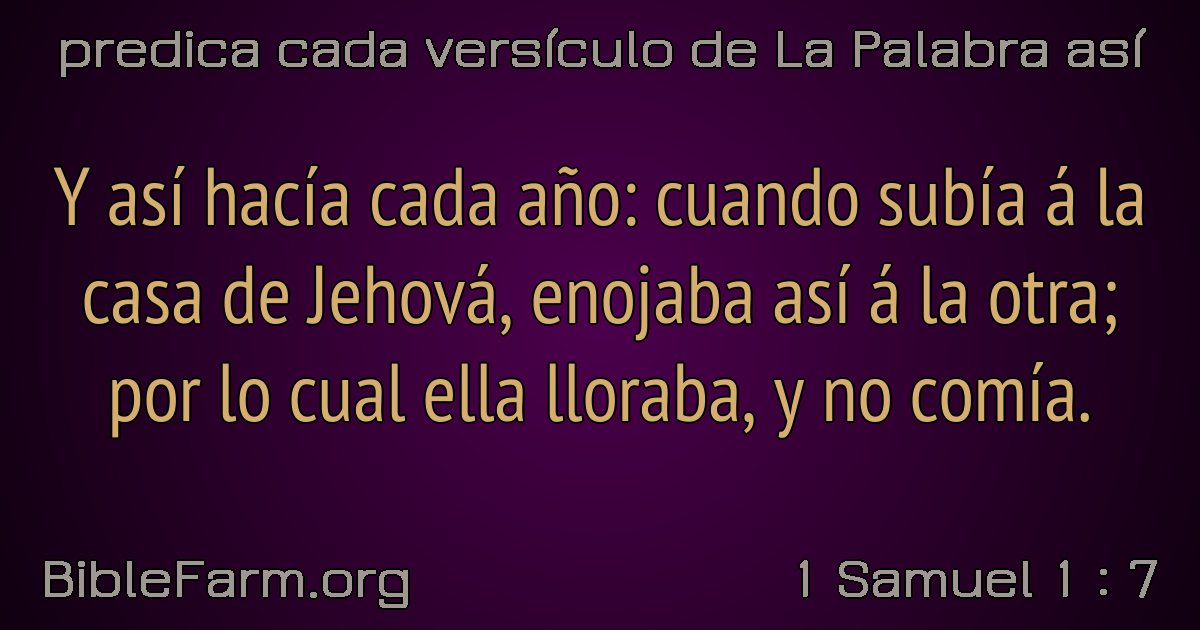 predica cada versículo de La Palabra así
Y así hacía cada año: cuando subía á la
casa de Jehová, enojaba así á la otra;
por lo cual ella lloraba, y no comía.
BibleFarm.org
1 Samuel 1 : 7